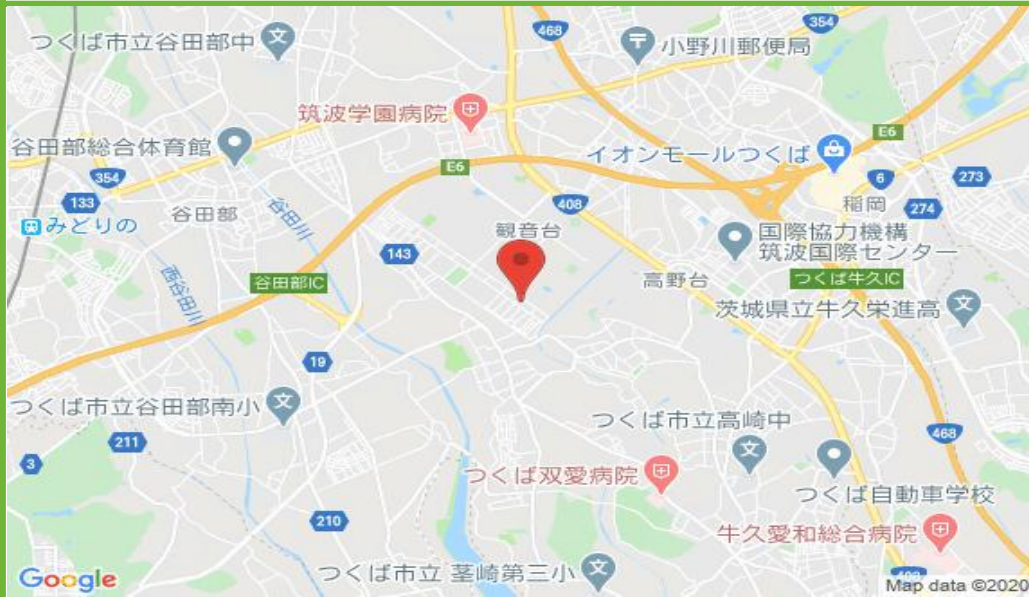 つくば市立谷田部中
468
小野川郵便局
354
筑波学園病院
E6
谷田部総合体育館
E6
イオンモールつくば
354
133
谷田部
谷田川
408
6
273
稲岡
274
みどりの
観音台
国際協力機構
筑波国際センター
143
西谷田川
谷田部IC
高野台
つくば牛久IC
茨城県立牛久栄進高
19
つくば市立谷田部南小
つくば市立高崎中
211
468
3
つくば双愛病院
つくば自動車学校
210
牛久愛和総合病院
つくば市立 茎崎第三小
408
Google
Map data ©2020